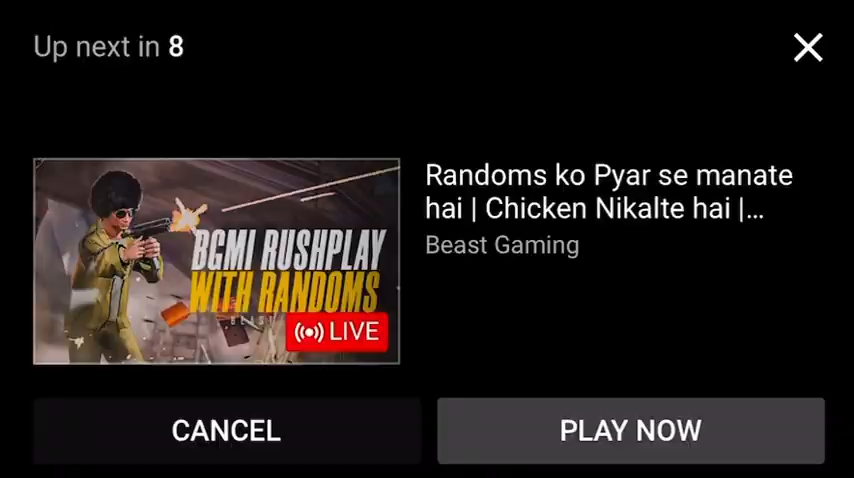 Up next in 8
Randoms ko Pyar se manate
hai | Chicken Nikalte hai |...
Beast Gaming
BGMI RUSHPLAY
WITH RANDOMS
BEAST
LIVE
CANCEL
PLAY NOW